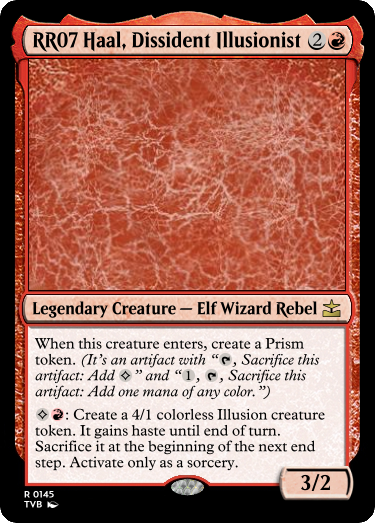 RR07 Haal, Dissident Illusionist 2
Legendary Creature — Elf Wizard Rebel
When this creature enters, create a Prism
token. (It's an artifact with “, Sacrifice this
artifact: Add ” and “1, , Sacrifice this
artifact: Add one mana of any color.”)
: Create a 4/1 colorless Illusion creature
token. It gains haste until end of turn.
Sacrifice it at the beginning of the next end
step. Activate only as a sorcery.
3/2
R 0145
TVB